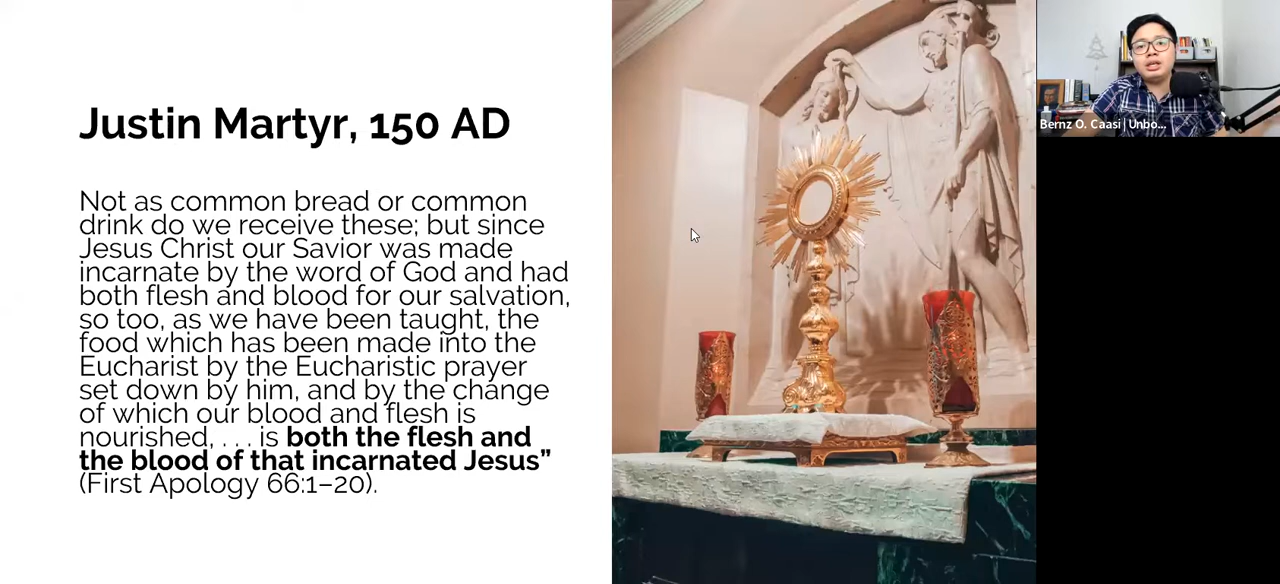 Justin Martyr, 150 AD
Not as common bread or common
drink do we receive these; but since
Jesus Christ our Savior was made
incarnate by the word of God and had
both flesh and blood for our salvation,
so too, as we have been taught, the
food which has been made into the
Eucharist by the Eucharistic prayer
set down by him, and by the change
of which our blood and flesh is
nourished, . . . is both the flesh and
the blood of that incarnated Jesus”
(First Apology 66:1–20).
Bernz O. Caasi | Unbo...